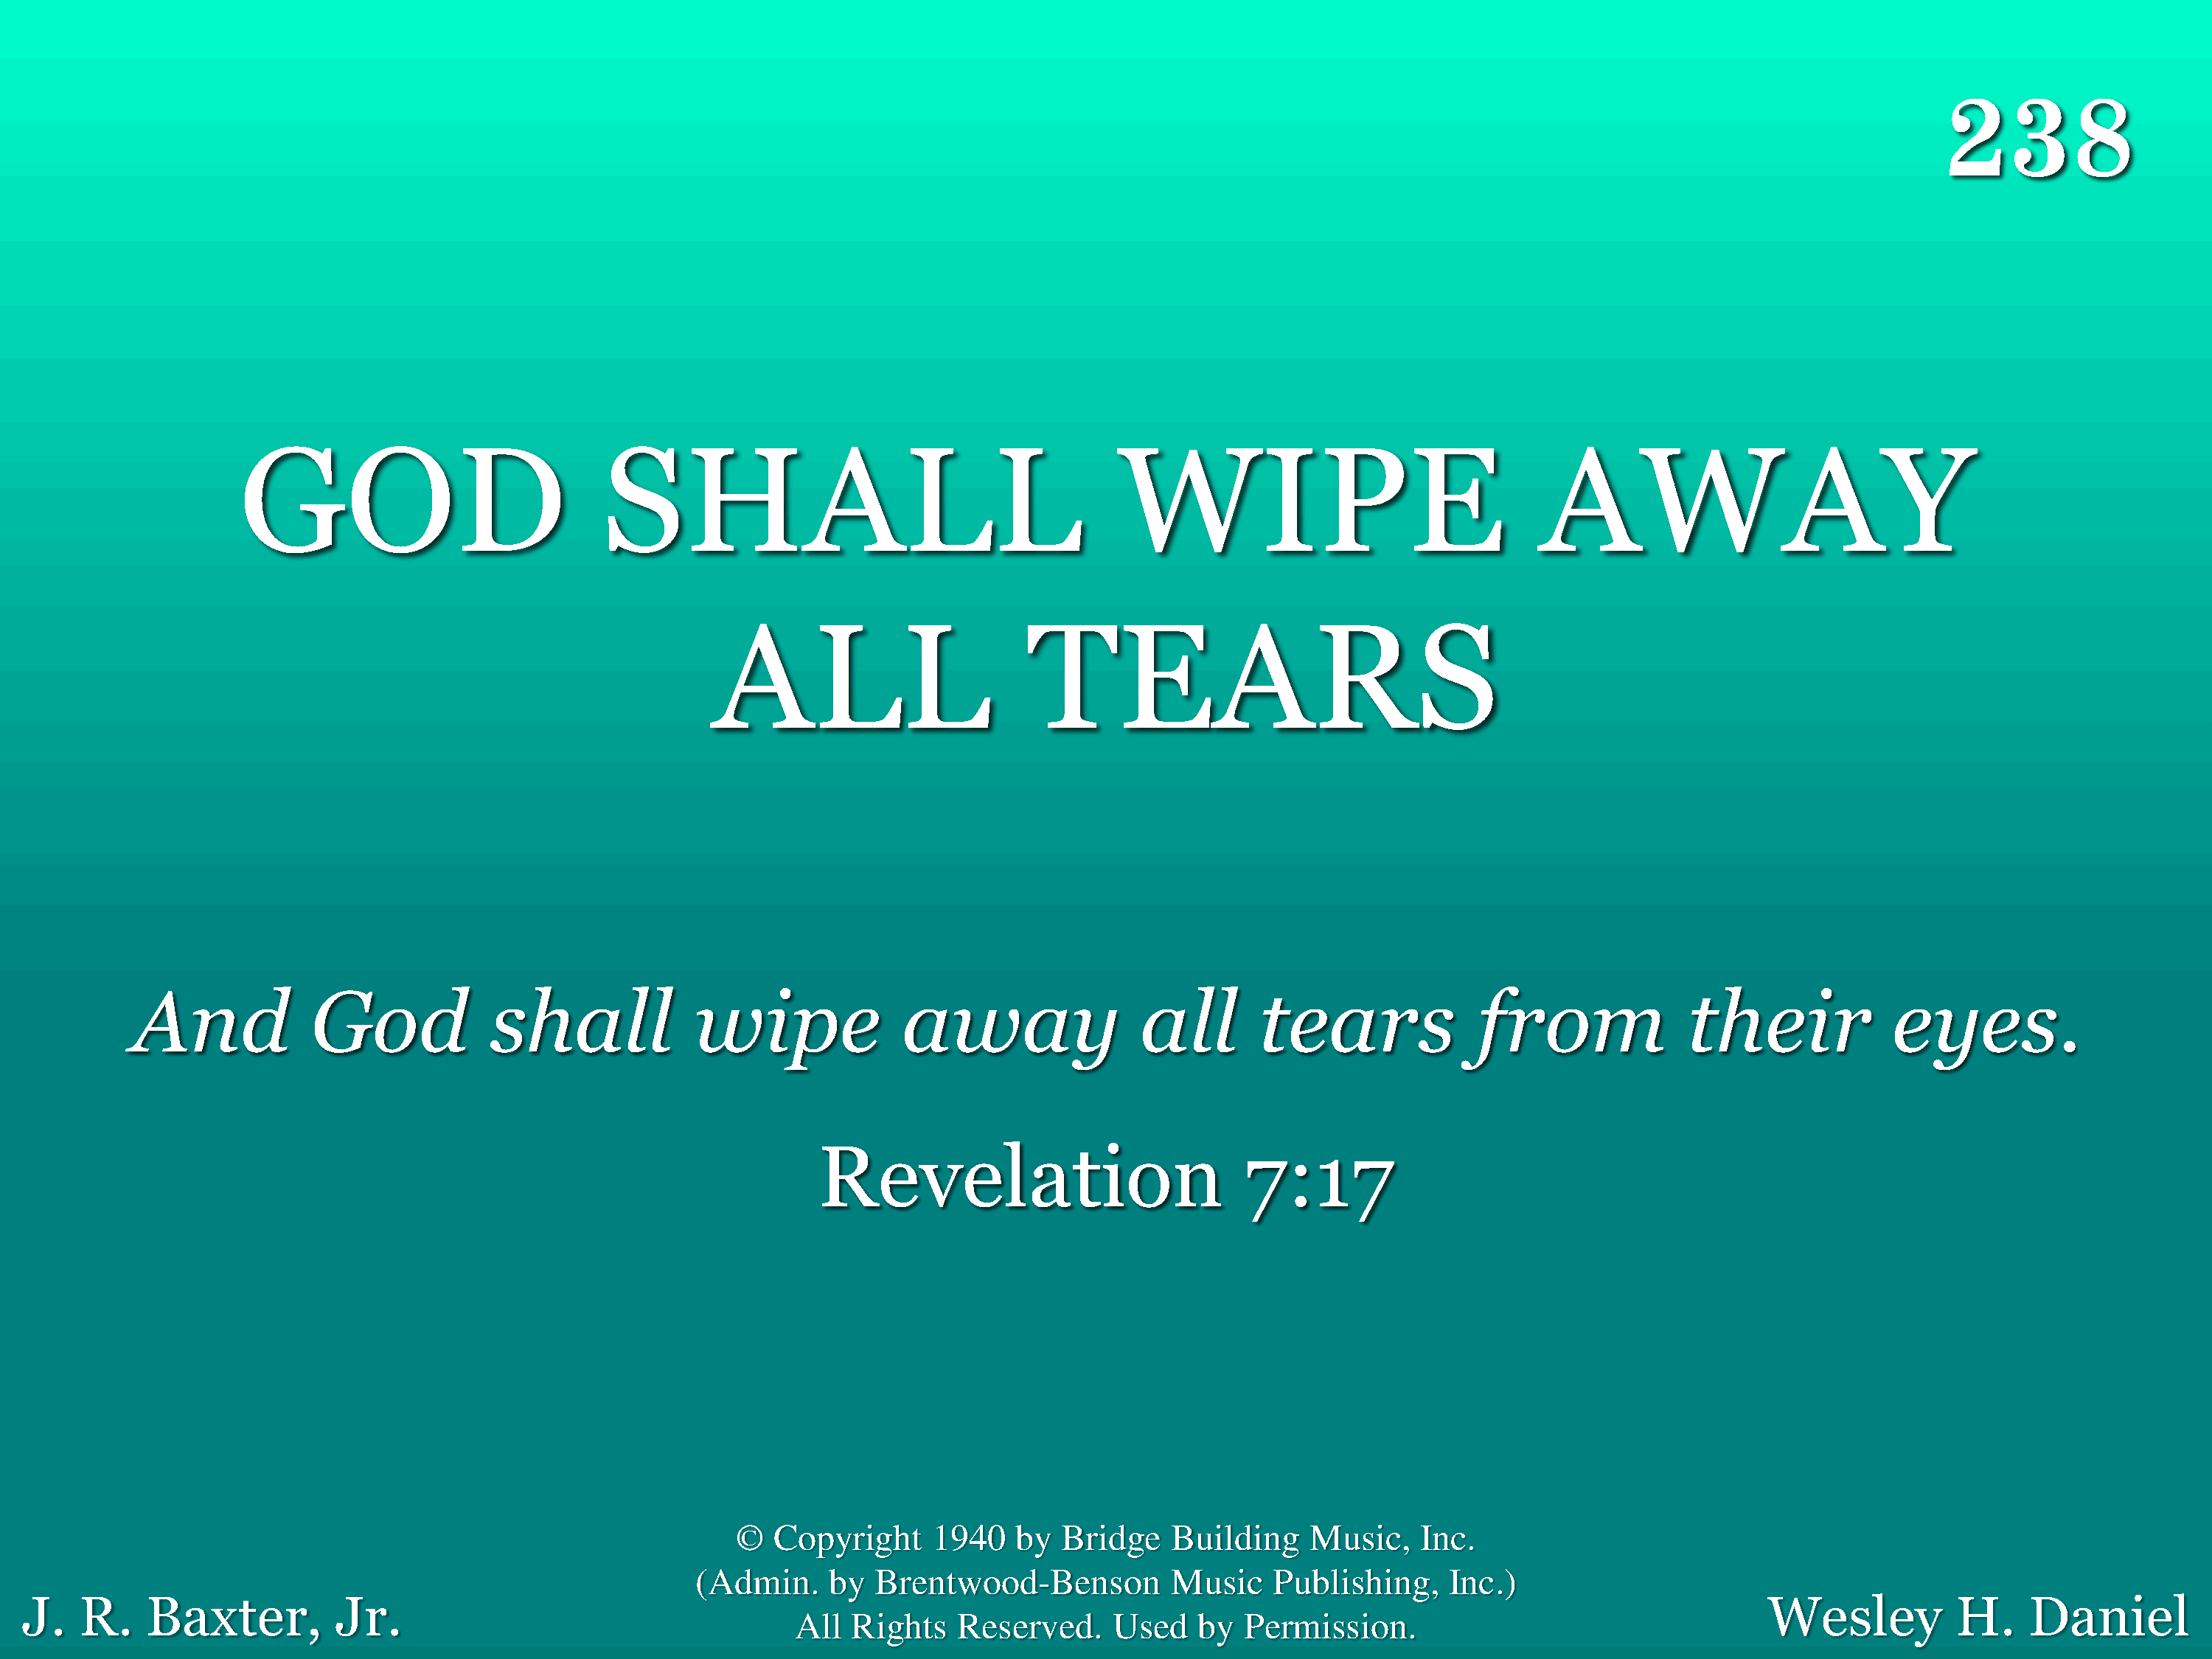 238
GOD SHALL WIPE AWAY
ALL TEARS
And God shall wipe away all tears from their eyes.
Revelation 7:17
© Copyright 1940 by Bridge Building Music, Inc.
(Admin. by Brentwood-Benson Music Publishing, Inc.)
All Rights Reserved. Used by Permission.
J. R. Baxter, Jr.
Wesley H. Daniel